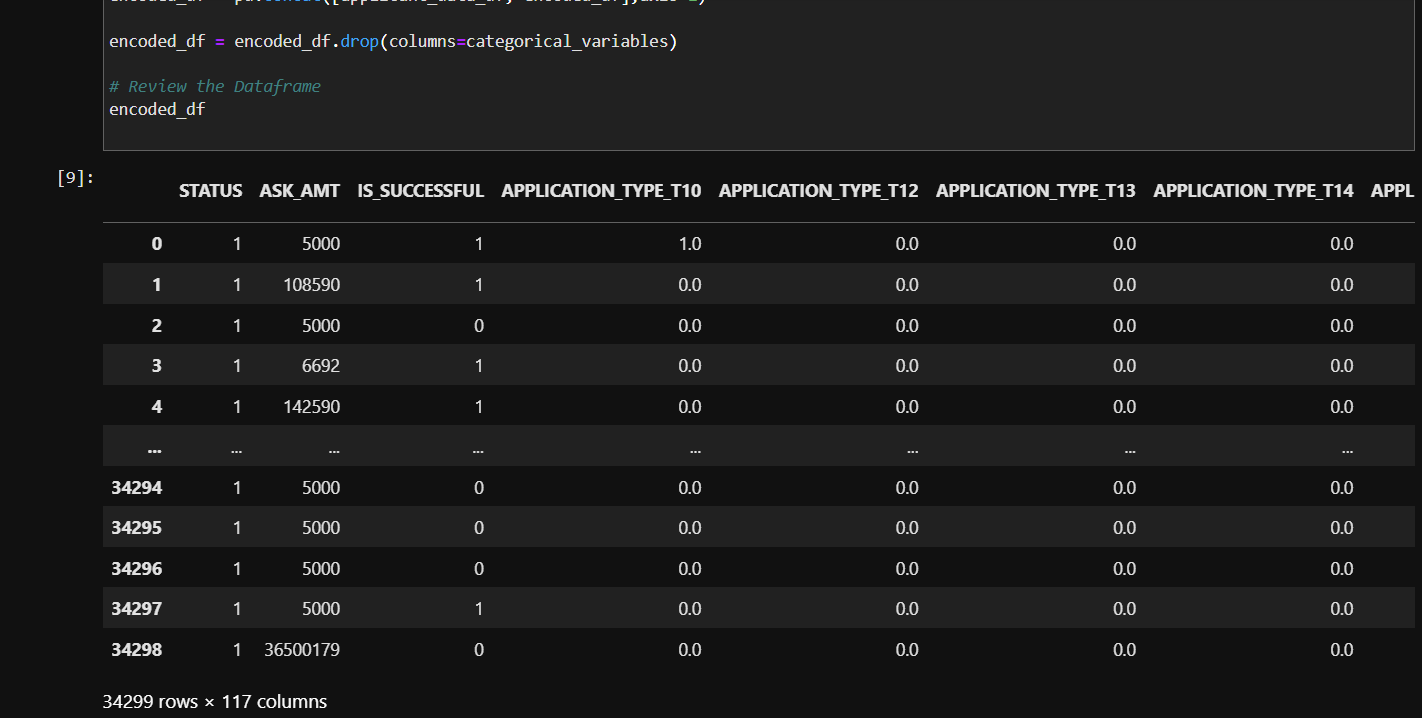 encoded_df = pd.concat([applicant_data_df, encoded_df],axis=1)
encoded_df = encoded_df.drop(columns=categorical_variables)
# Review the Dataframe
encoded_df
[9]:
STATUS ASK_AMT IS_SUCCESSFUL APPLICATION_TYPE_T10 APPLICATION_TYPE_T12 APPLICATION_TYPE_T13 APPLICATION_TYPE_T14 APPL
0 1 5000 1 1.0 0.0 0.0 0.0
1 1 108590 1 0.0 0.0 0.0 0.0
2 1 5000 0 0.0 0.0 0.0 0.0
3 1 6692 1 0.0 0.0 0.0 0.0
4 1 142590 1 0.0 0.0 0.0 0.0
... ... ... ... ... ... ... ...
34294 1 5000 0 0.0 0.0 0.0 0.0
34295 1 5000 0 0.0 0.0 0.0 0.0
34296 1 5000 0 0.0 0.0 0.0 0.0
34297 1 5000 1 0.0 0.0 0.0 0.0
34298 1 36500179 0 0.0 0.0 0.0 0.0
34299 rows × 117 columns